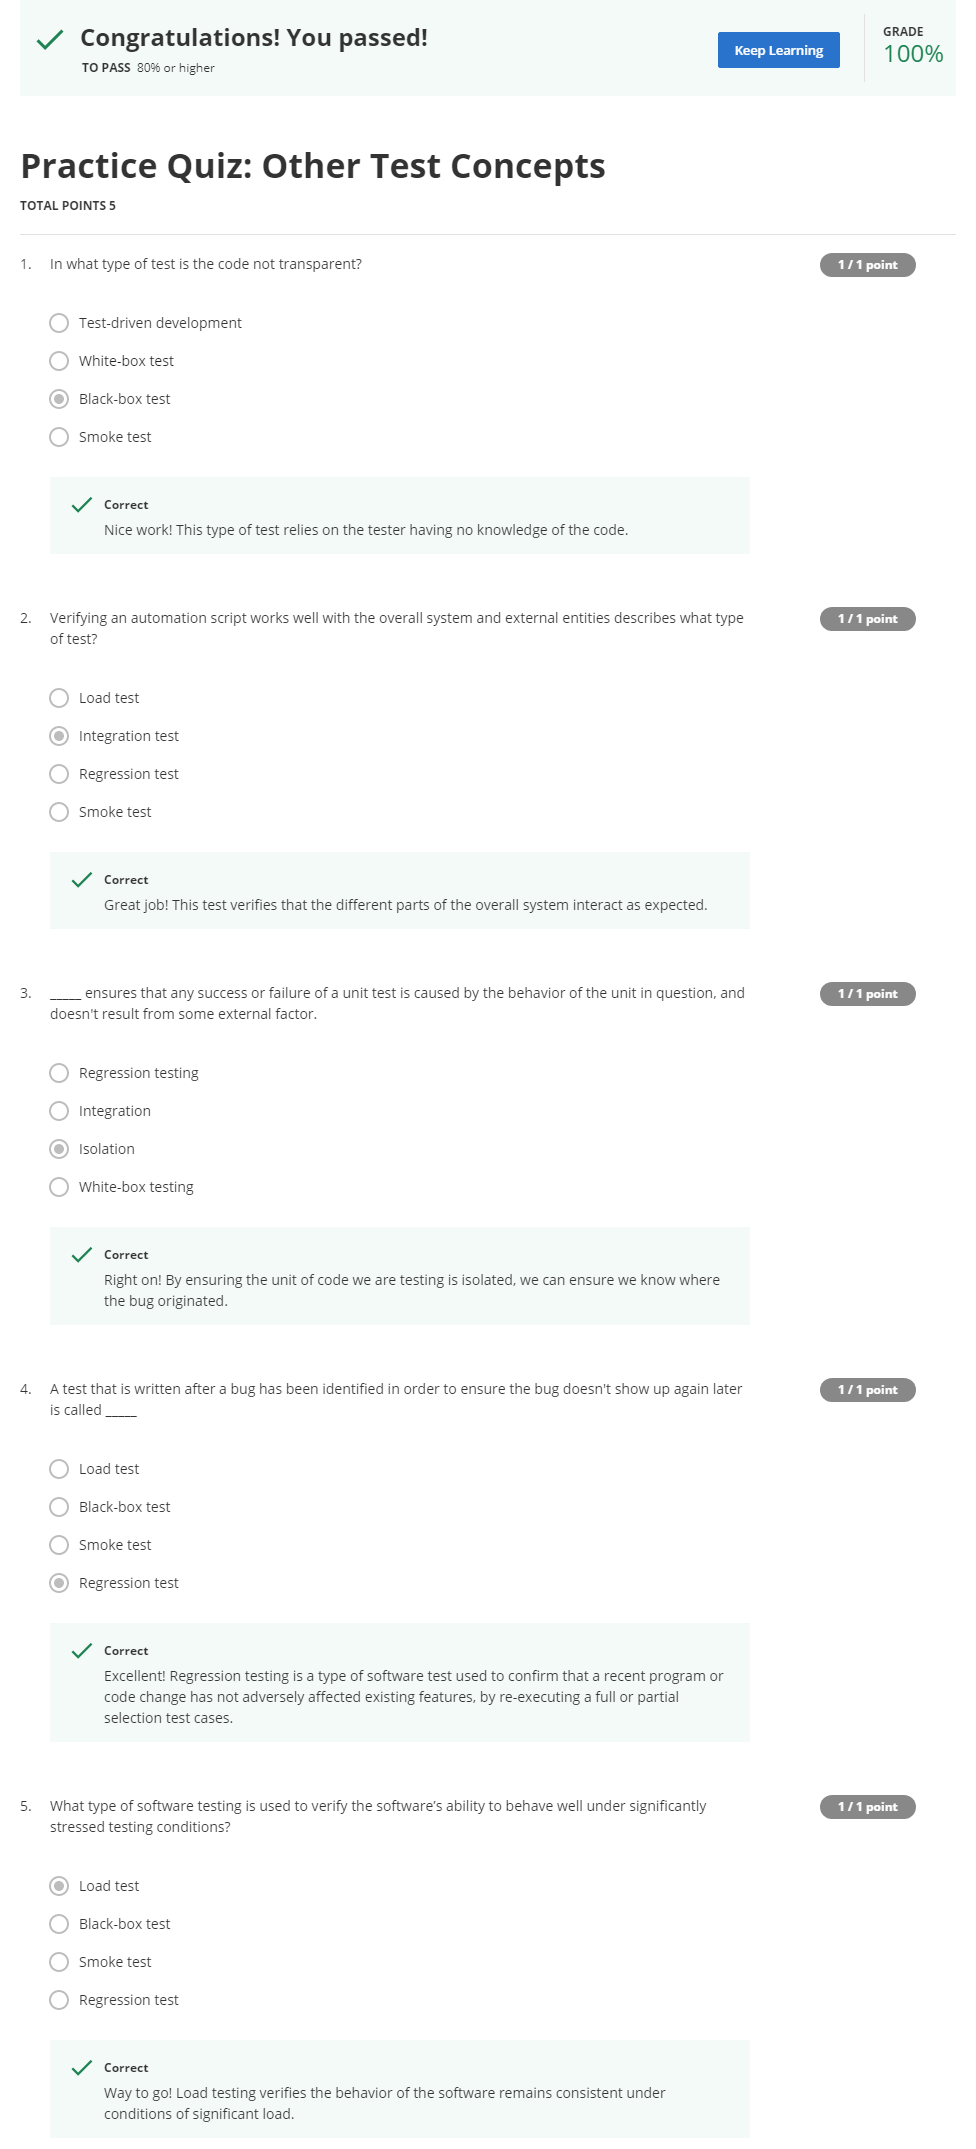 Congratulations! You passed!
TO PASS 80% or higher
Keep Learning
GRADE
100%
Practice Quiz: Other Test Concepts
TOTAL POINTS 5
1. In what type of test is the code not transparent?
1 / 1 point
Test-driven development
White-box test
Black-box test
Smoke test
Correct
Nice work! This type of test relies on the tester having no knowledge of the code.
2. Verifying an automation script works well with the overall system and external entities describes what type
of test?
1 / 1 point
Load test
Integration test
Regression test
Smoke test
Correct
Great job! This test verifies that the different parts of the overall system interact as expected.
3. _____ ensures that any success or failure of a unit test is caused by the behavior of the unit in question, and
doesn't result from some external factor.
1 / 1 point
Regression testing
Integration
Isolation
White-box testing
Correct
Right on! By ensuring the unit of code we are testing is isolated, we can ensure we know where
the bug originated.
4. A test that is written after a bug has been identified in order to ensure the bug doesn't show up again later
is called _____
1 / 1 point
Load test
Black-box test
Smoke test
Regression test
Correct
Excellent! Regression testing is a type of software test used to confirm that a recent program or
code change has not adversely affected existing features, by re-executing a full or partial
selection test cases.
5. What type of software testing is used to verify the software’s ability to behave well under significantly
stressed testing conditions?
1 / 1 point
Load test
Black-box test
Smoke test
Regression test
Correct
Way to go! Load testing verifies the behavior of the software remains consistent under
conditions of significant load.